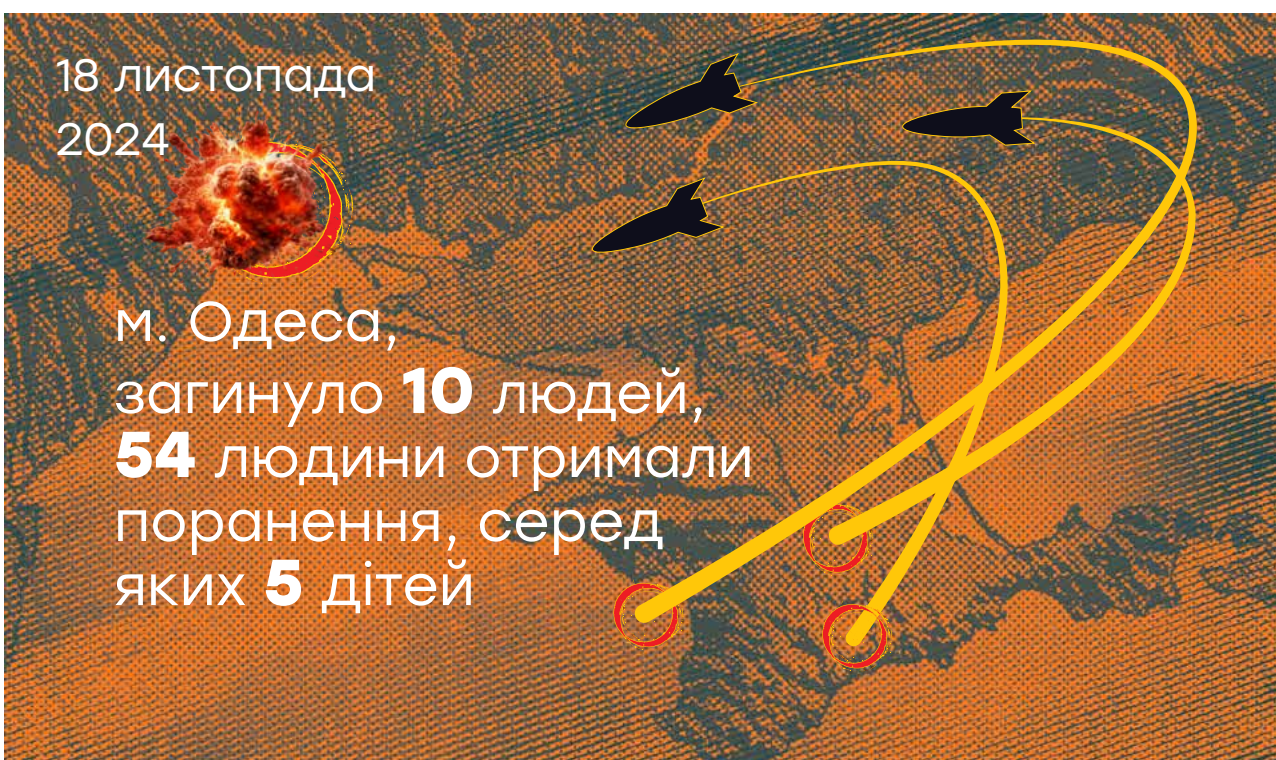 18 листопада
2024
м. Одеса,
загинуло 10 людей,
54 людини отримали
поранення, серед
яких 5 дітей